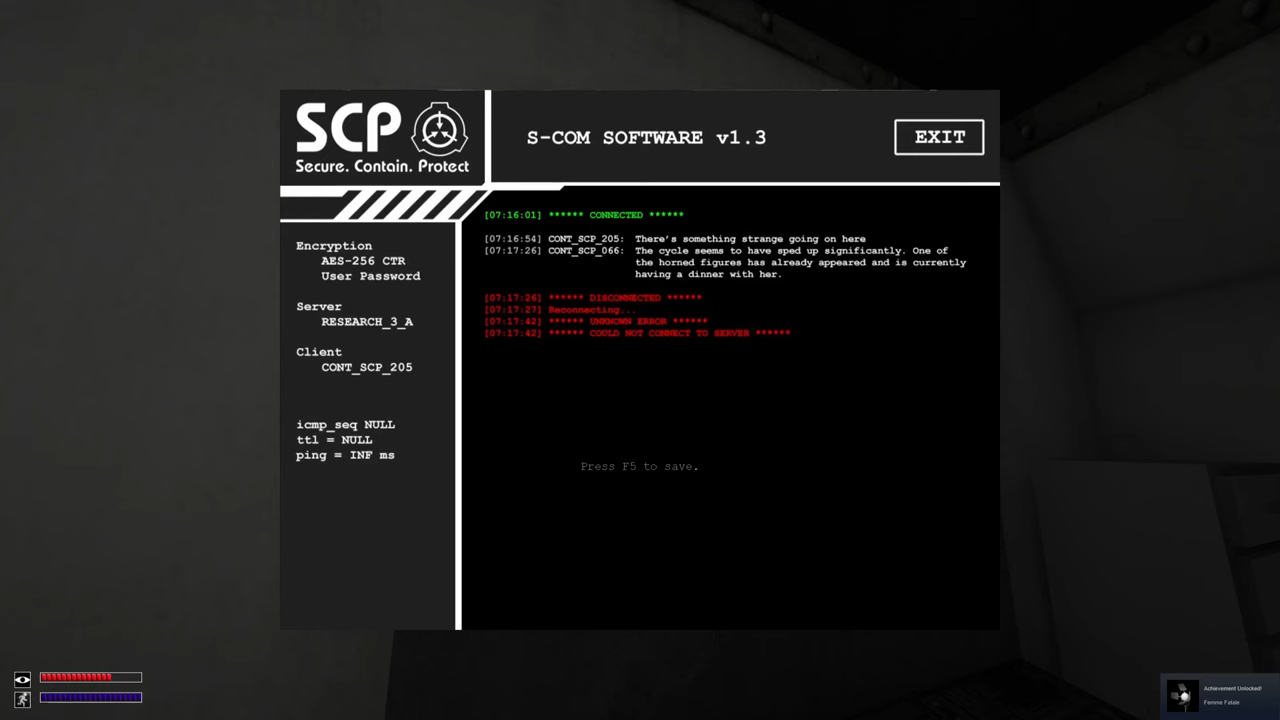 SCP
Secure. Contain. Protect
S-COM SOFTWARE v1.3
EXIT
[07:16:01] ****** CONNECTED ******
[07:16:54] CONT_SCP_205: There's something strange going on here
[07:17:26] CONT_SCP_066: The cycle seems to have sped up significantly. One of
the horned figures has already appeared and is currently
having a dinner with her.
[07:17:26] ****** DISCONNECTED ******
[07:17:27] Reconnecting...
[07:17:42] ****** UNKNOWN ERROR ******
[07:17:42] ****** COULD NOT CONNECT TO SERVER ******
Encryption
AES-256 CTR
User Password
Server
RESEARCH_3_A
Client
CONT_SCP_205
icmp_seq NULL
ttl = NULL
ping = INF ms
Press F5 to save.
Achievement Unlocked!
Femme Fatale